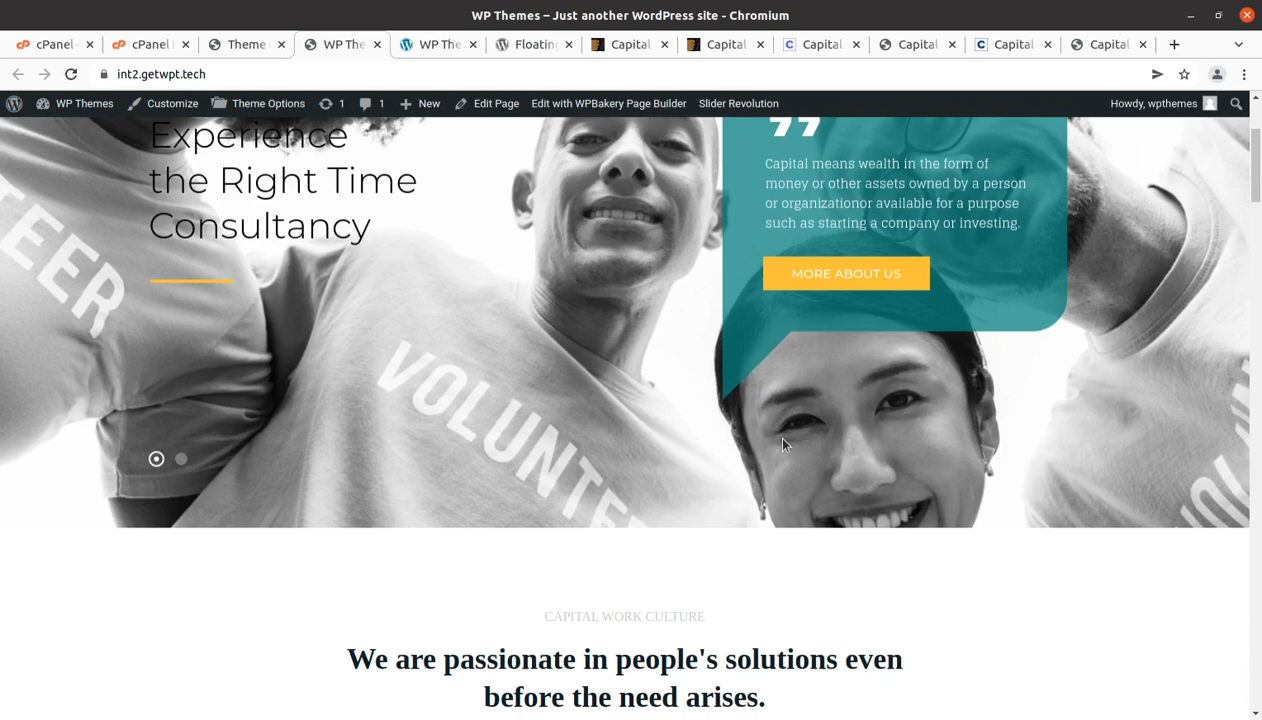 WP Themes – Just another WordPress site - Chromium
cPanel
cPanel
Theme
WP The
WP The
Floating
Capital
Capital
Capital
Capital
Capital
Capital
int2.getwpt.tech
WP Themes
Customize
Theme Options
1
1
New
Edit Page
Edit with WPBakery Page Builder
Slider Revolution
Howdy, wpthemes
Experience
the Right Time
Consultancy
”
Capital means wealth in the form of
money or other assets owned by a person
or organizationor available for a purpose
such as starting a company or investing.
MORE ABOUT US
TEER
VOLUNTE
VO
CAPITAL WORK CULTURE
We are passionate in people's solutions even
before the need arises.